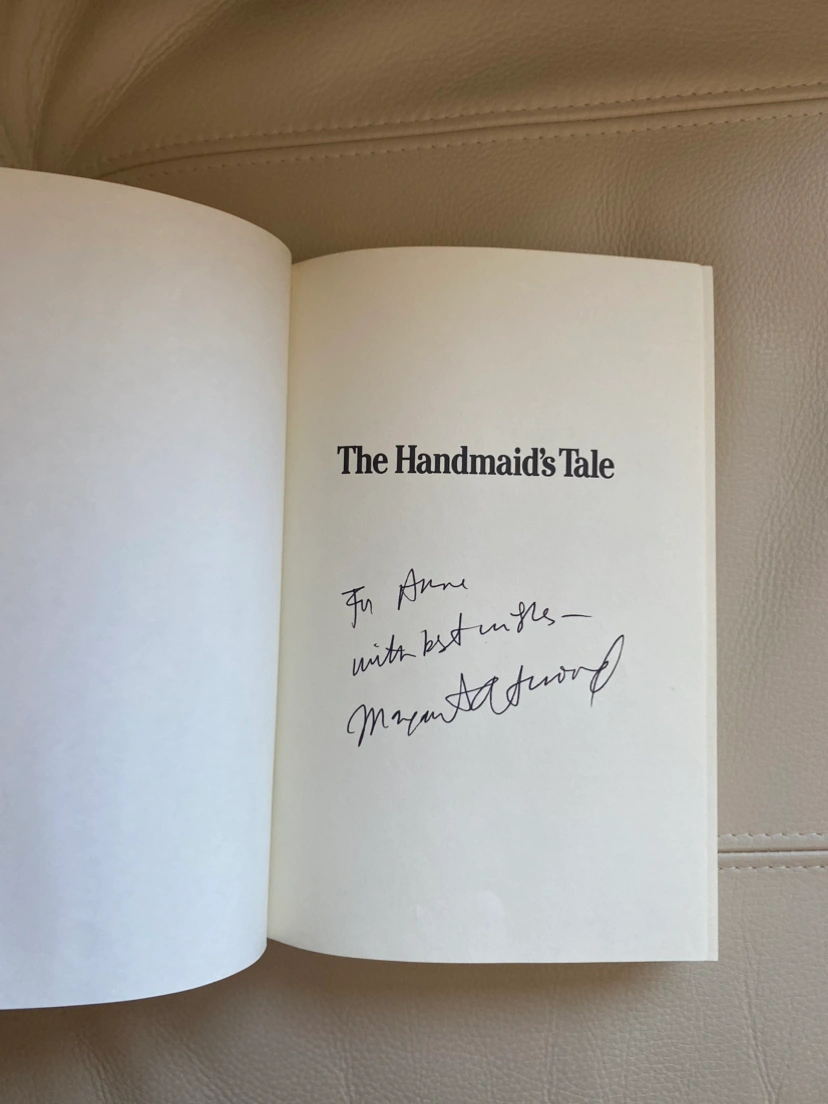 The Handmaid's Tale
For Anne
with best wishes —
Margaret Atwood